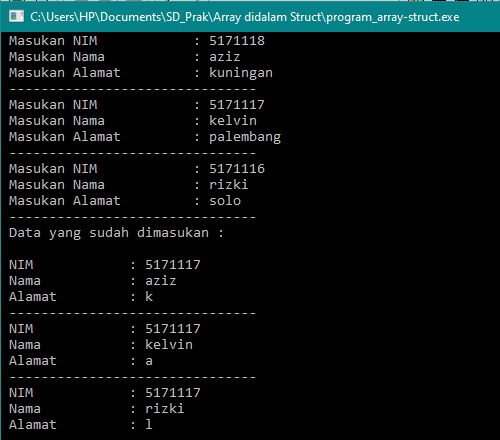 C:\Users\HP\Documents\SD_Prak\Array didalam Struct\program_array-struct.exe
Masukan NIM : 5171118
Masukan Nama : aziz
Masukan Alamat : kuningan
-------------------------------
Masukan NIM : 5171117
Masukan Nama : kelvin
Masukan Alamat : palembang
-------------------------------
Masukan NIM : 5171116
Masukan Nama : rizki
Masukan Alamat : solo
-------------------------------
Data yang sudah dimasukan :
NIM : 5171117
Nama : aziz
Alamat : k
-------------------------------
NIM : 5171117
Nama : kelvin
Alamat : a
-------------------------------
NIM : 5171117
Nama : rizki
Alamat : l